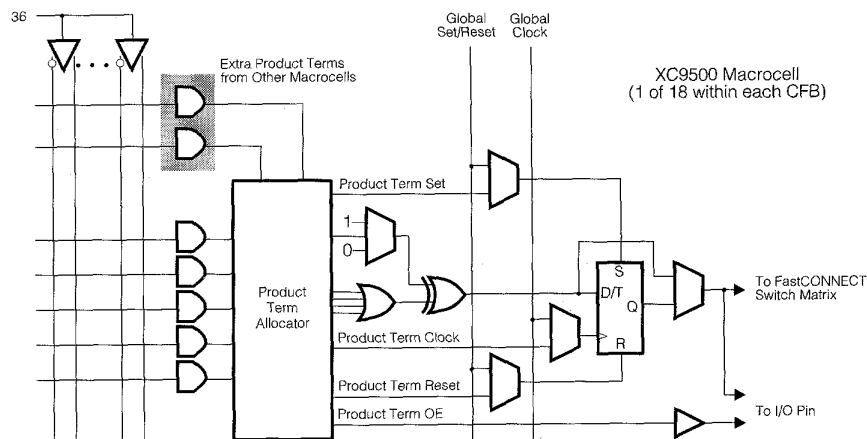 36
Global
Set/Reset
Global
Clock
Extra Product Terms
from Other Macrocells
XC9500 Macrocell
(1 of 18 within each CFB)
Product Term Set
1
0
Product
Term
Allocator
S
D/T
Q
R
To FastCONNECT
Switch Matrix
Product Term Clock
Product Term Reset
Product Term OE
To I/O Pin